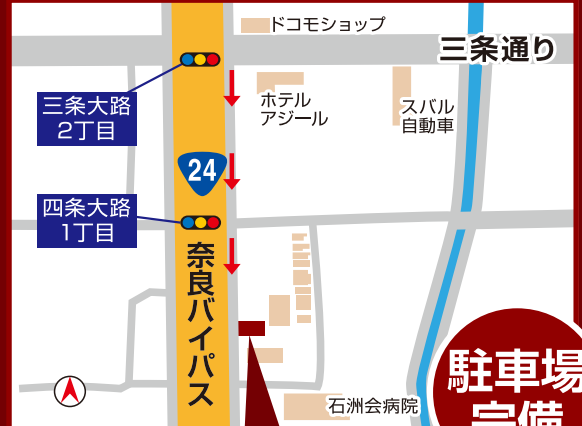 ドコモショップ
三条通り
三条大路
2丁目
ホテル
アジール
スバル
自動車
24
四条大路
1丁目
奈良バイパス
石洲会病院
駐車場
完備